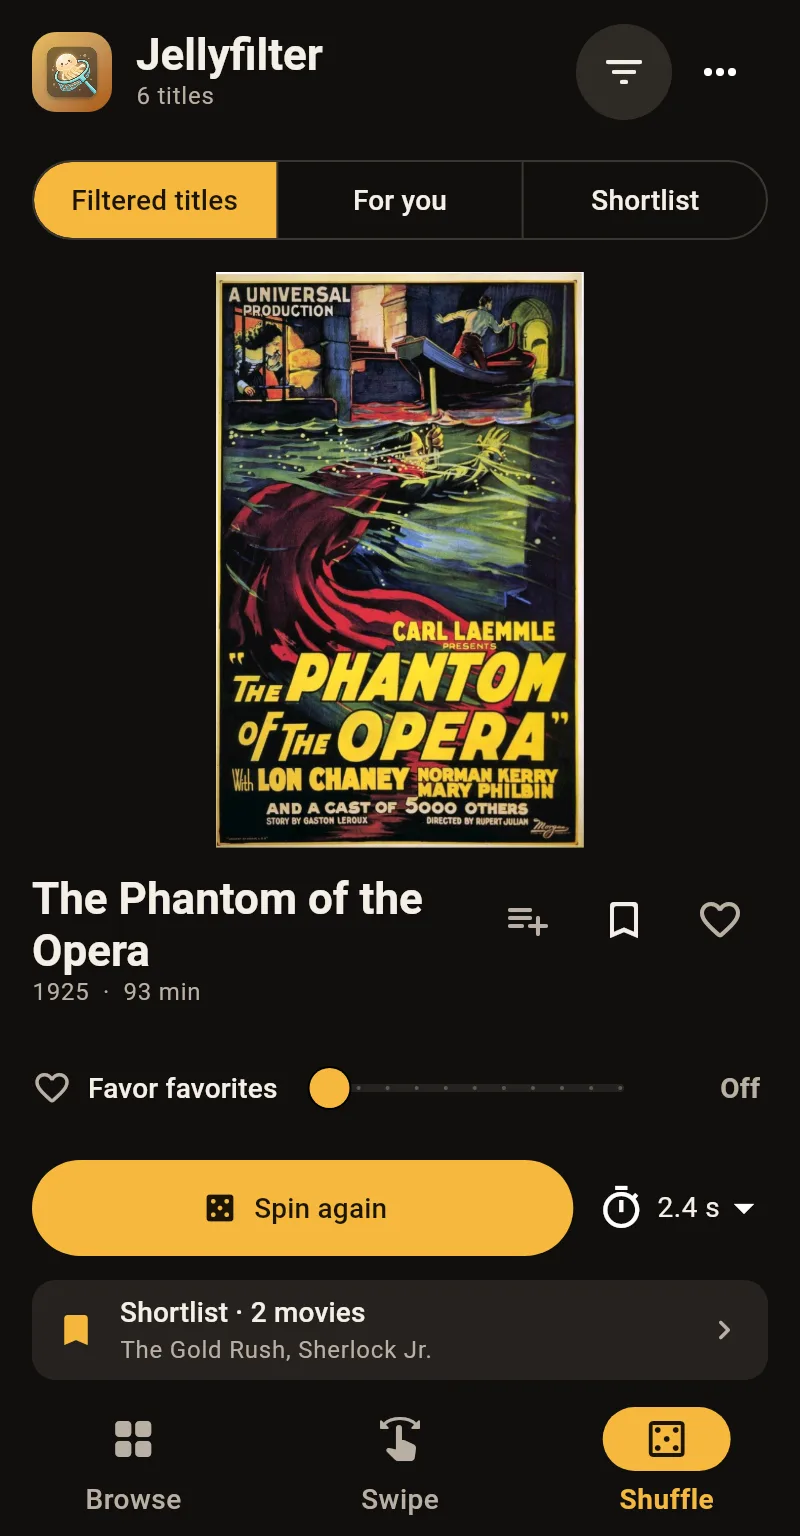 Jellyfilter
6 titles
Filtered titles
For you
Shortlist
A UNIVERSAL
PRODUCTION
CARL LAEMMLE
PRESENTS
"THE PHANTOM
OF THE OPERA"
With LON CHANEY NORMAN KERRY
MARY PHILBIN
AND A CAST OF 5000 OTHERS
STORY BY GASTON LEROUX DIRECTED BY RUPERT JULIAN
Morgan
The Phantom of the
Opera
1925 · 93 min
Favor favorites
Off
Spin again
2.4 s
Shortlist · 2 movies
The Gold Rush, Sherlock Jr.
Browse
Swipe
Shuffle